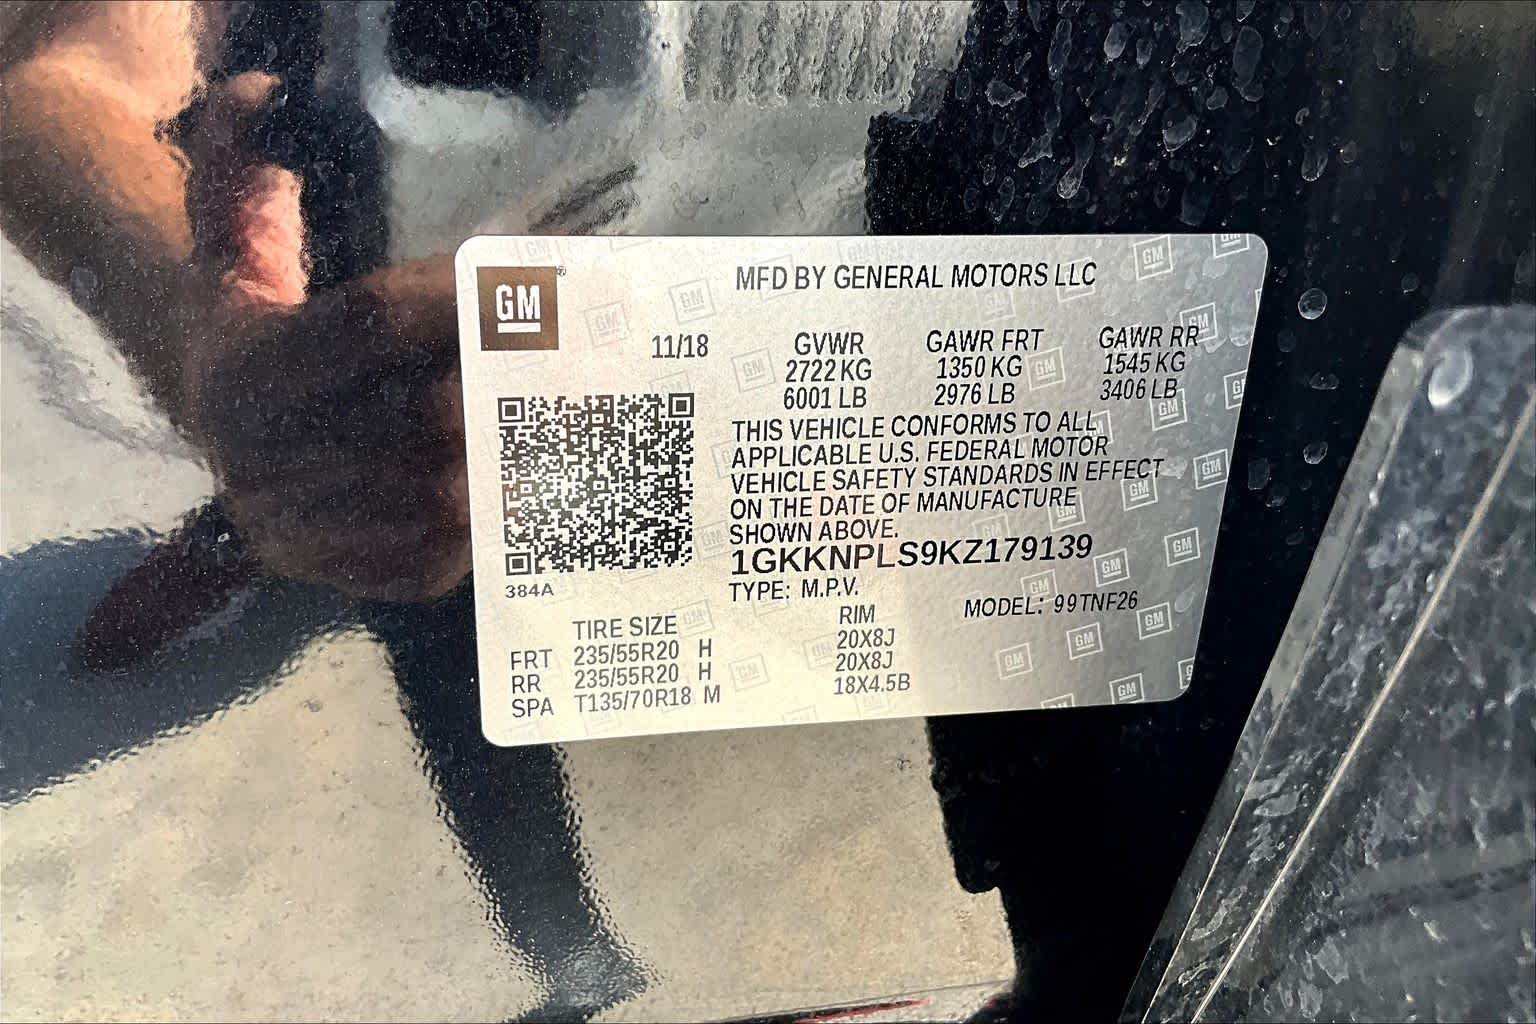 GM
MFD BY GENERAL MOTORS LLC
11/18 GVWR GAWR FRT GAWR RR
2722 KG 1350 KG 1545 KG
6001 LB 2976 LB 3406 LB
THIS VEHICLE CONFORMS TO ALL
APPLICABLE U.S. FEDERAL MOTOR
VEHICLE SAFETY STANDARDS IN EFFECT
ON THE DATE OF MANUFACTURE
SHOWN ABOVE.
1GKKNPLS9KZ179139
384A
TYPE: M.P.V.
MODEL: 99TNF26
TIRE SIZE RIM
FRT 235/55R20 H 20X8J
RR 235/55R20 H 20X8J
SPA T135/70R18 M 18X4.5B